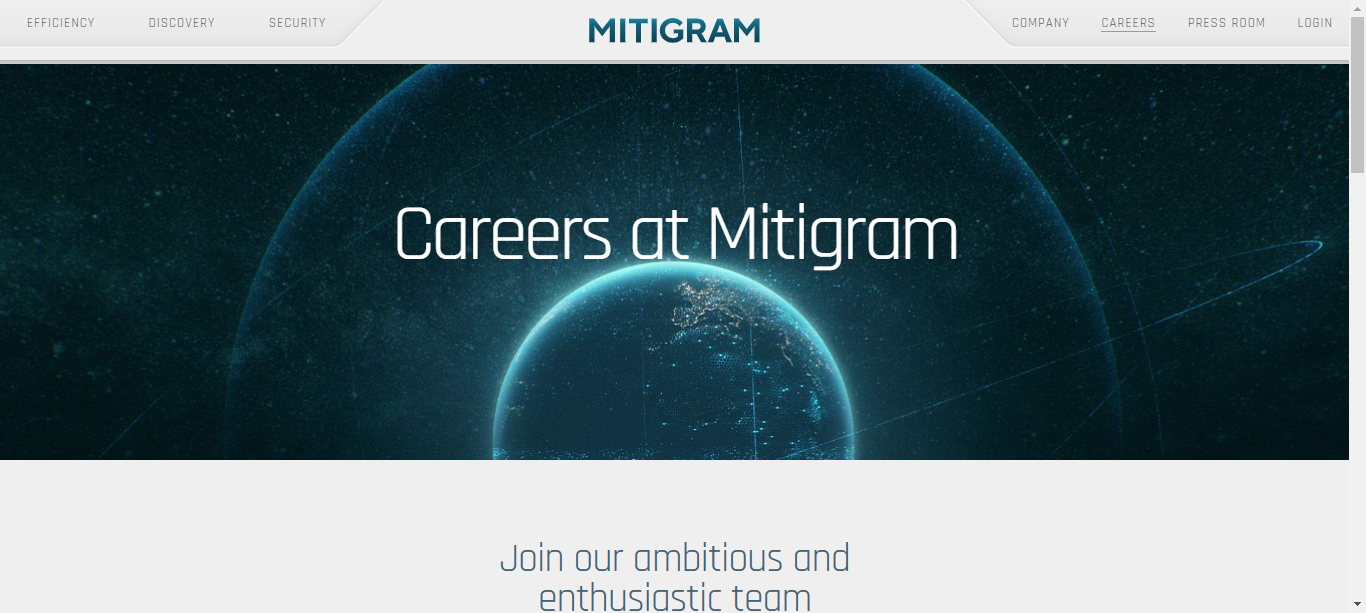 EFFICIENCY DISCOVERY SECURITY MITIGRAM COMPANY CAREERS PRESS ROOM LOGIN
Careers at Mitigram
Join our ambitious and
enthusiastic team